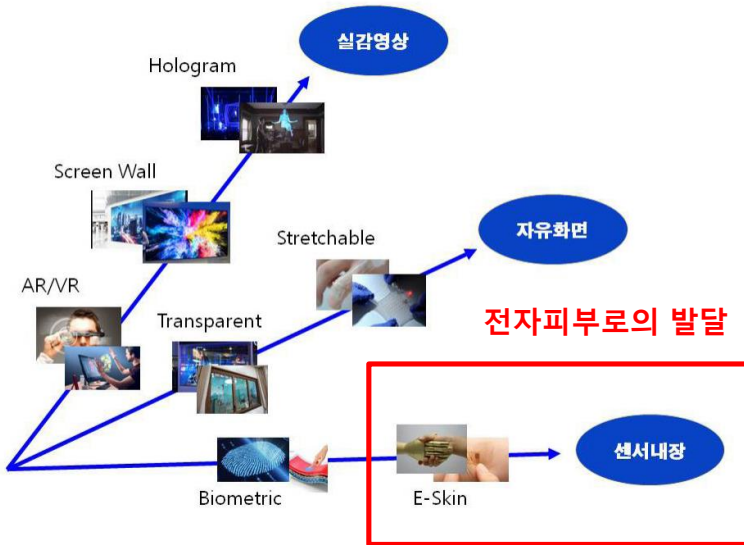 실감영상
Hologram
Screen Wall
자유화면
Stretchable
AR/VR
Transparent
전자피부로의 발달
센서내장
Biometric
E-Skin